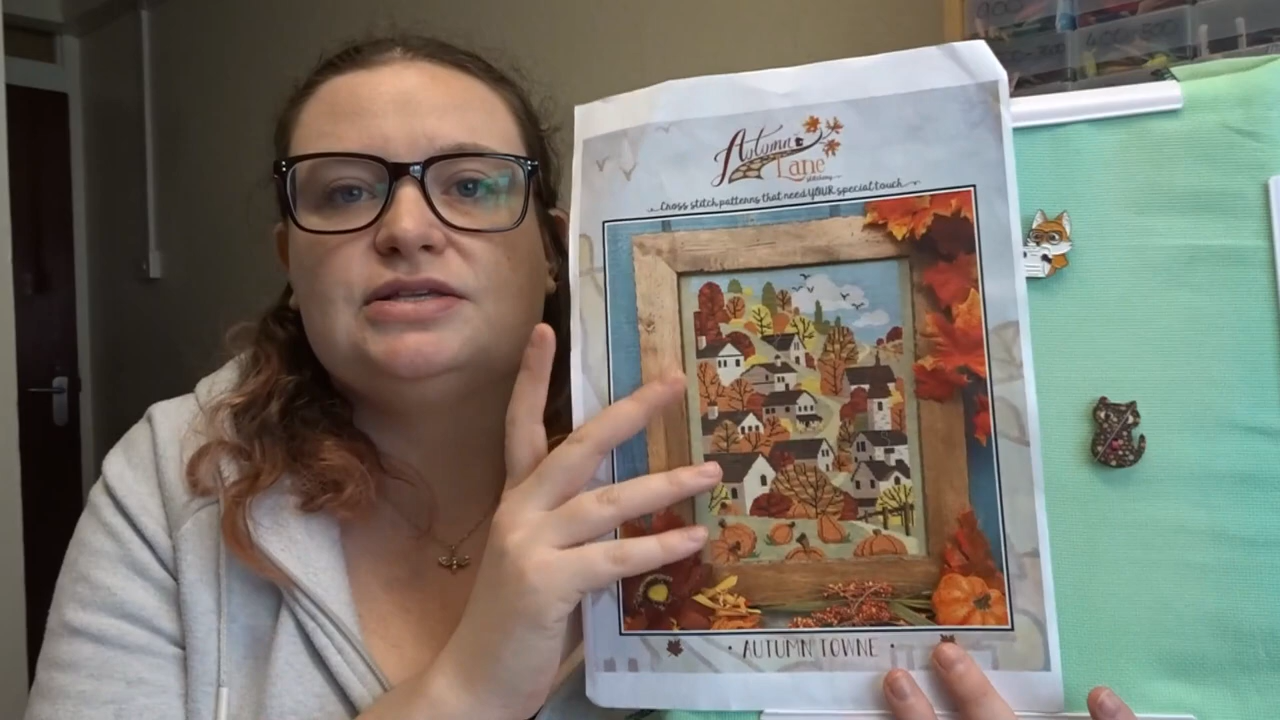 Autumn
Lane
stitchery
Cross stitch patterns that need YOUR special touch
• AUTUMN TOWNE •